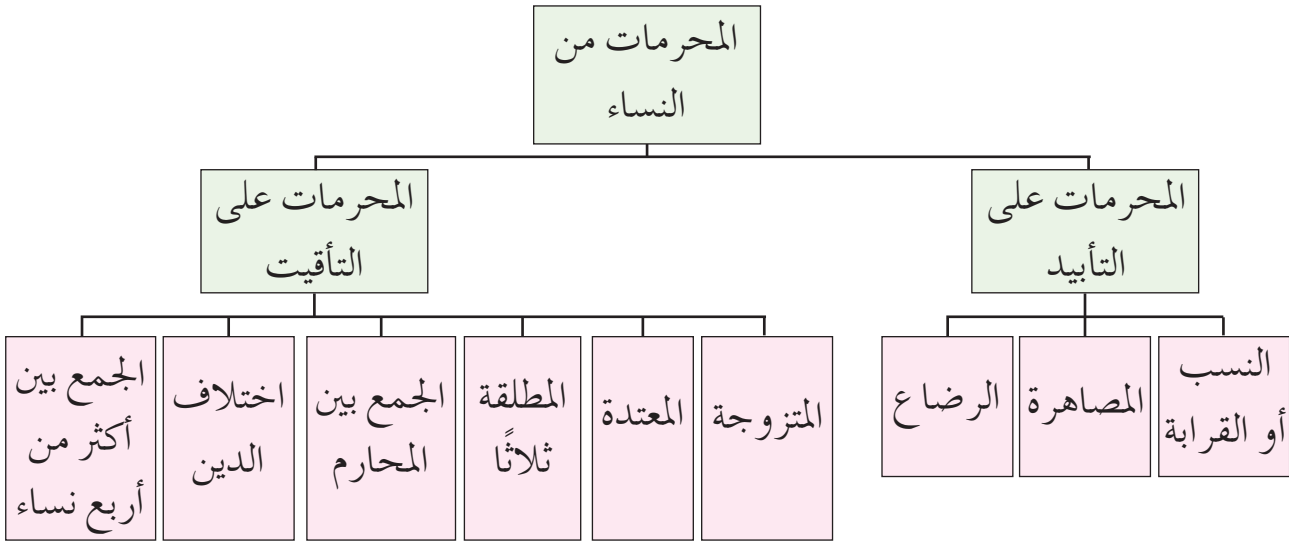 المحرمات من
النساء
المحرمات على
التأبيد
المحرمات على
التأقيت
النسب
أو القرابة
المصاهرة
الرضاع
المتزوجة
المعتدة
المطلقة
ثلاثًا
الجمع بين
المحارم
اختلاف
الدين
الجمع بين
أكثر من
أربع نساء